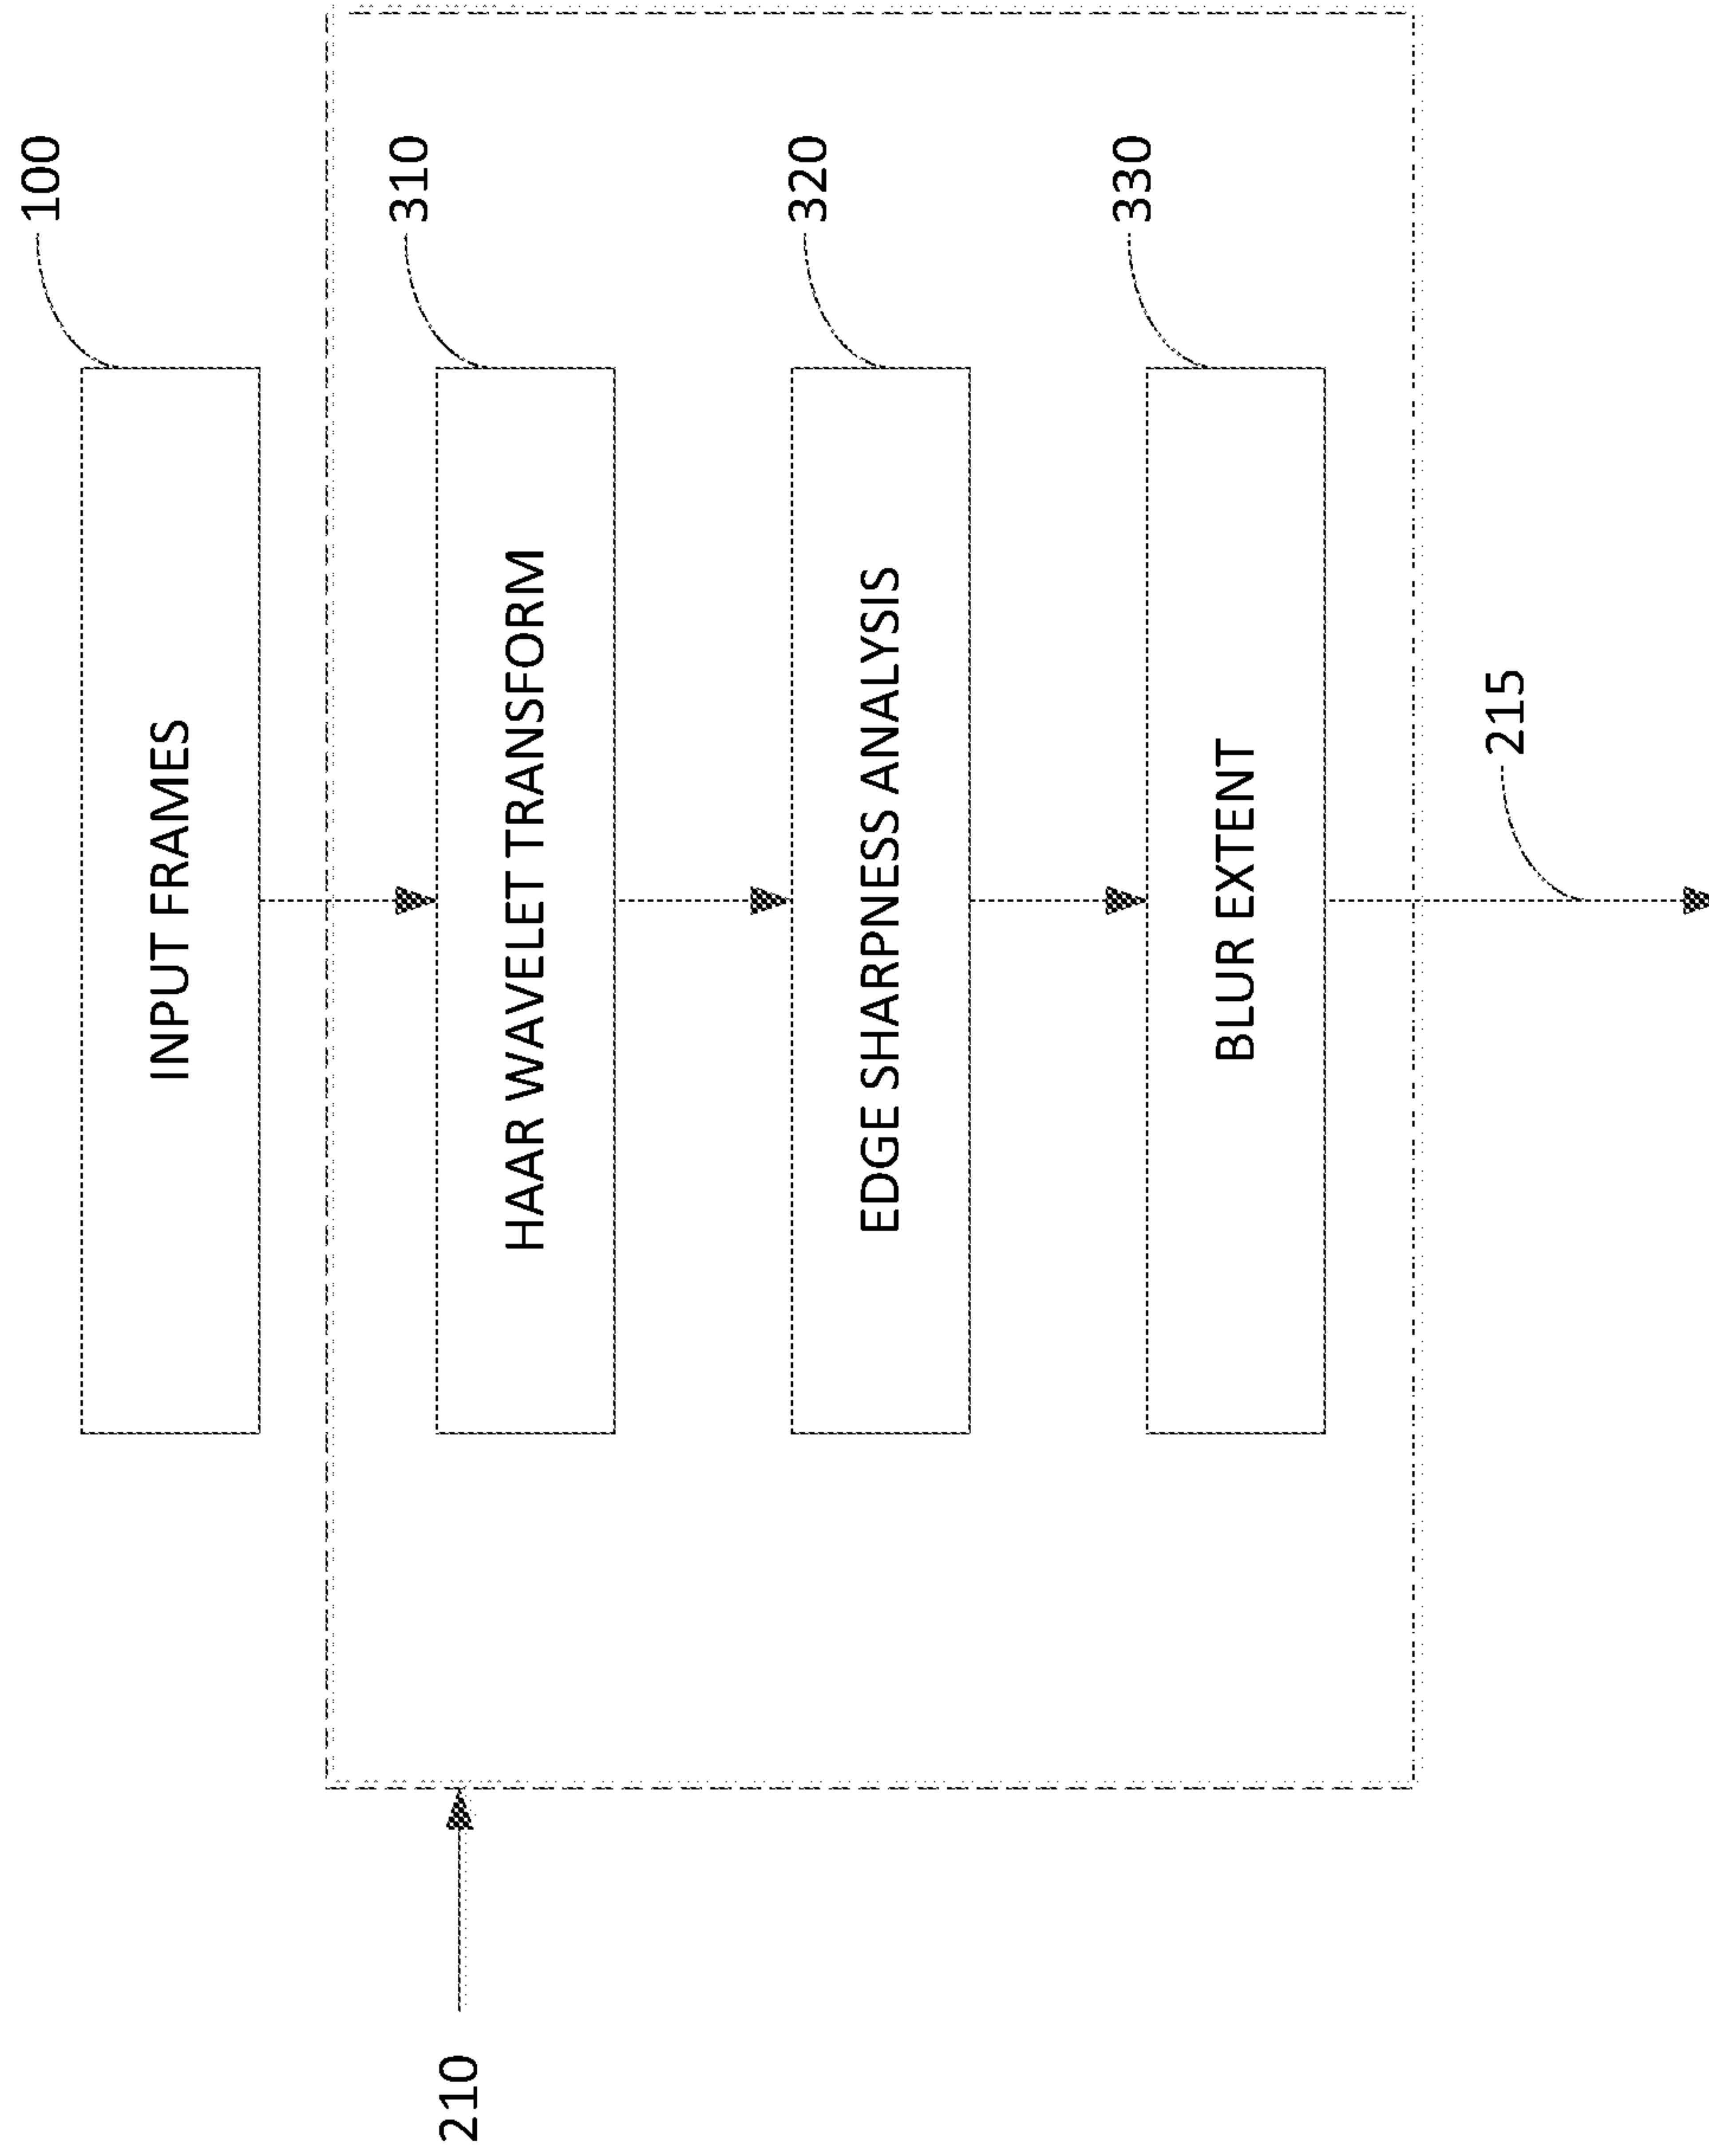 100
INPUT FRAMES
310
HAAR WAVELET TRANSFORM
320
EDGE SHARPNESS ANALYSIS
330
BLUR EXTENT
215
210